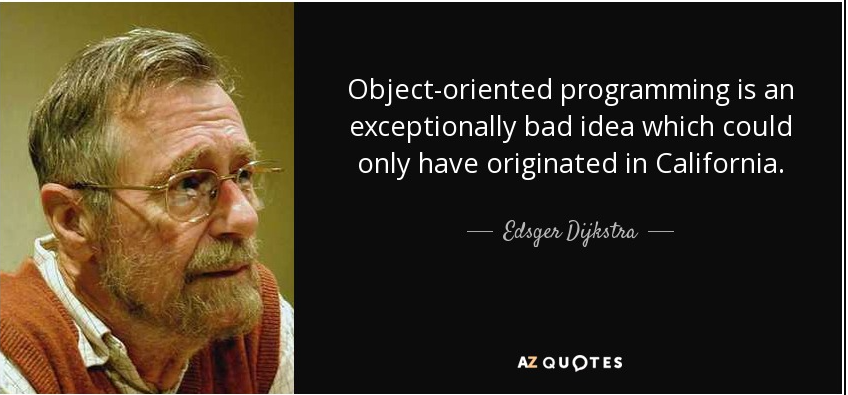 Object-oriented programming is an
exceptionally bad idea which could
only have originated in California.
Edsger Dijkstra
AZ QUOTES